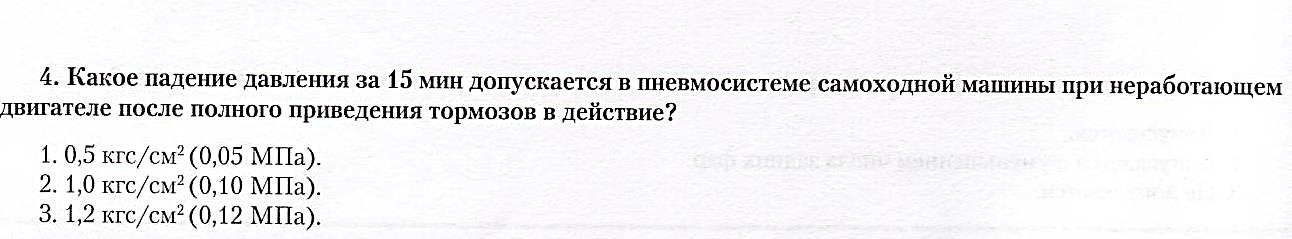 4. Какое падение давления за 15 мин допускается в пневмосистеме самоходной машины при неработающем
двигателе после полного приведения тормозов в действие?
1. 0,5 кгс/см² (0,05 МПа).
2. 1,0 кгс/см² (0,10 МПа).
3. 1,2 кгс/см² (0,12 МПа).